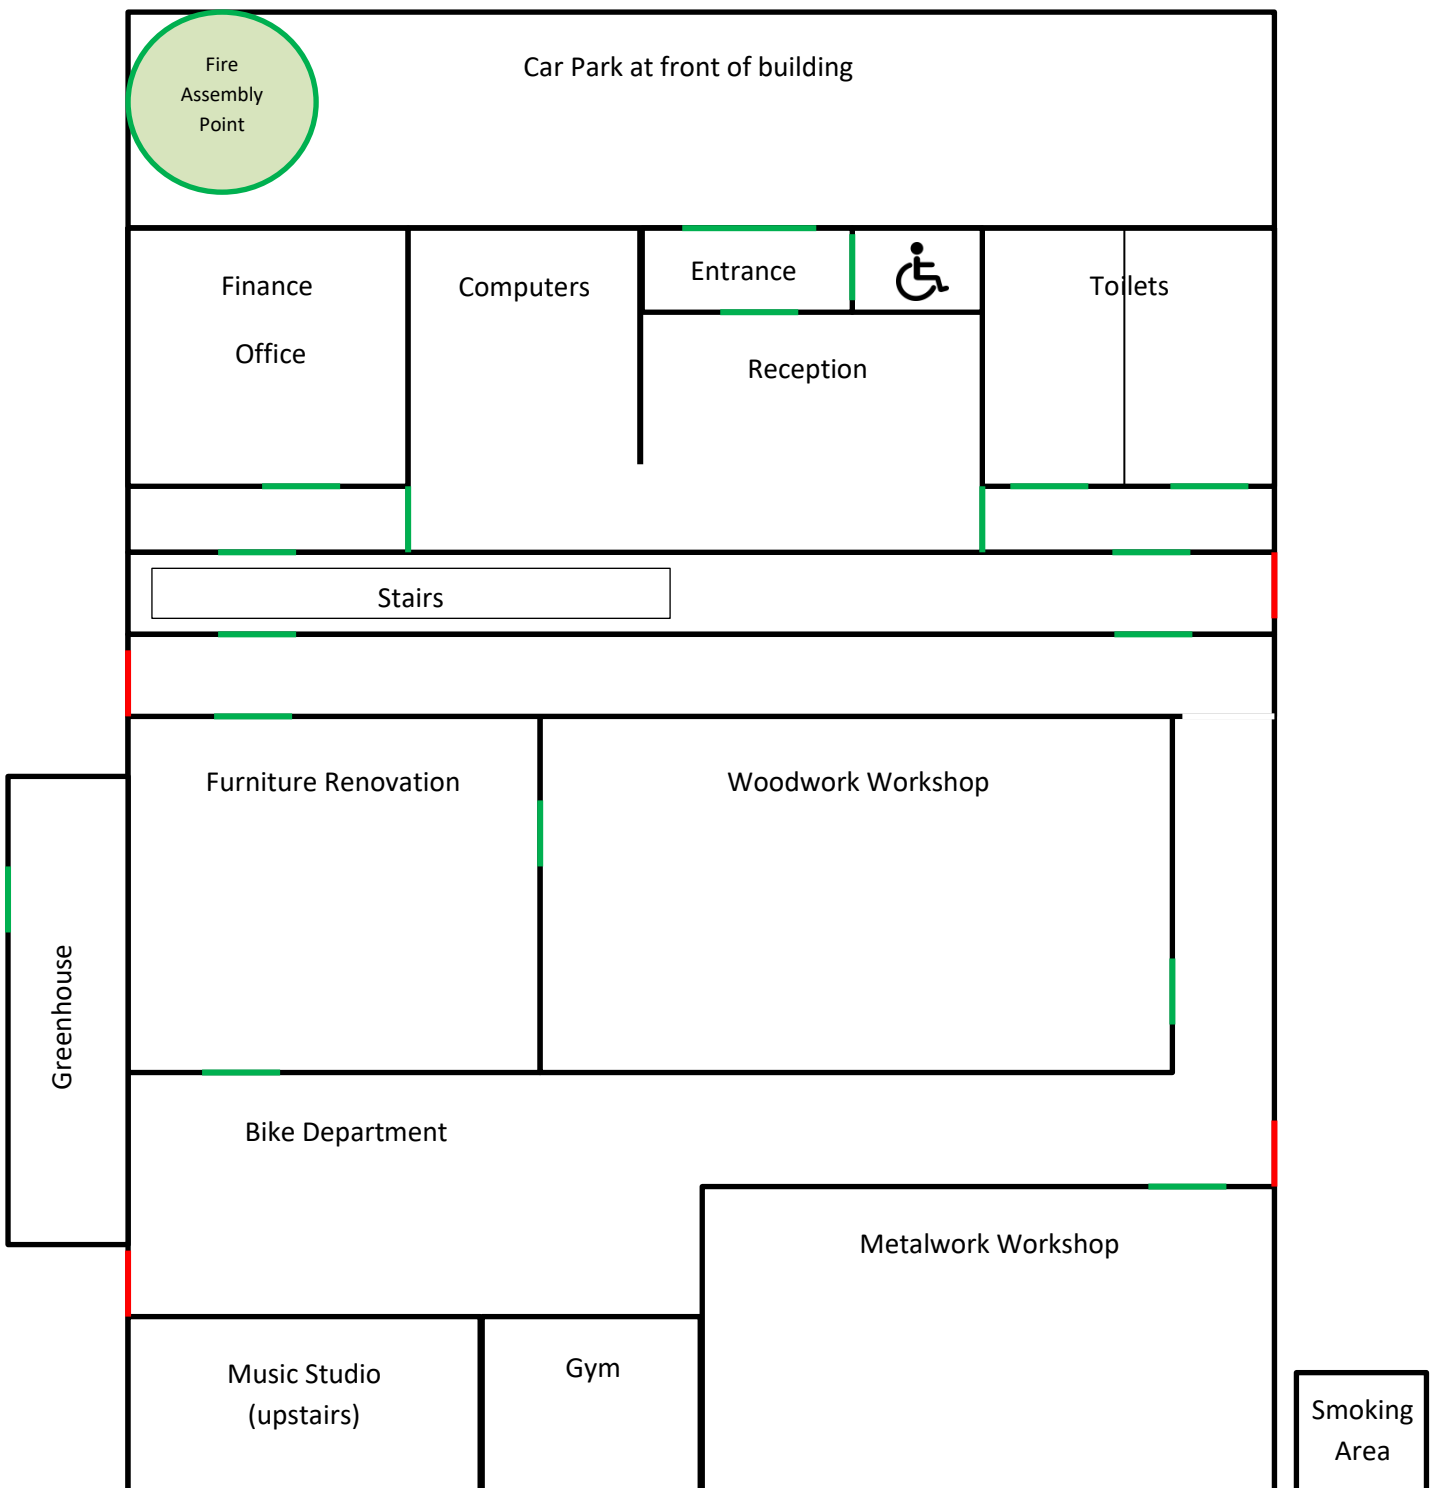 Fire
Assembly
Point
Car Park at front of building
Finance
Office
Computers
Entrance
Toilets
Reception
Stairs
Furniture Renovation
Woodwork Workshop
Greenhouse
Bike Department
Metalwork Workshop
Music Studio
(upstairs)
Gym
Smoking
Area